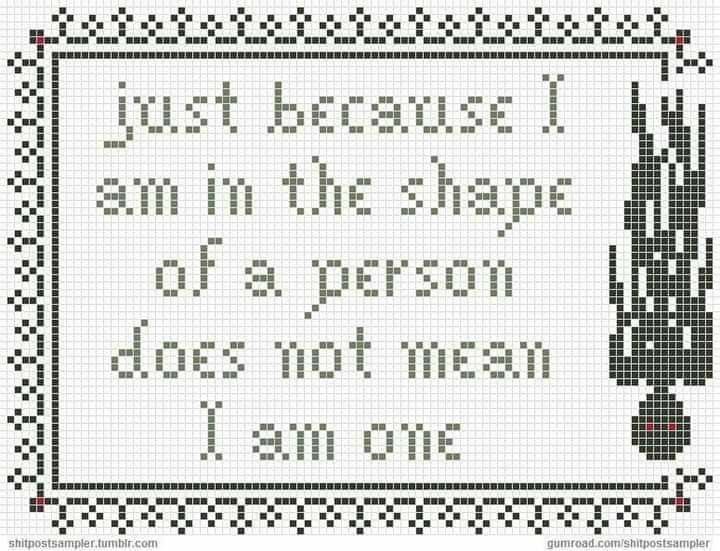 just because I
am in the shape
of a person
does not mean
I am one
shitpostsampler.tumblr.com
gumroad.com/shitpostsampler